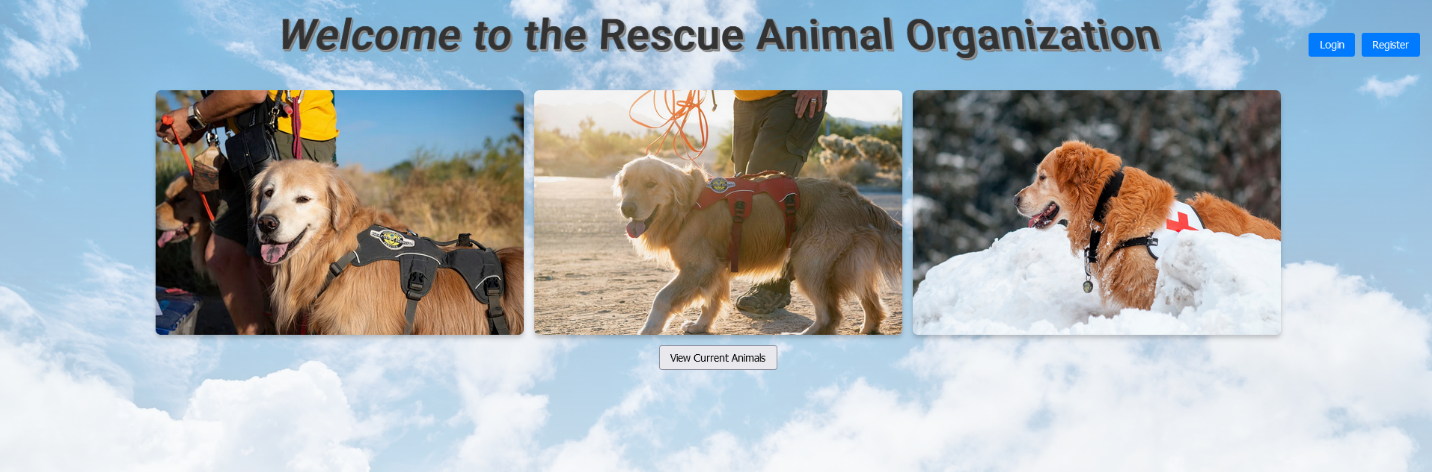 Welcome to the Rescue Animal Organization
Login
Register
View Current Animals